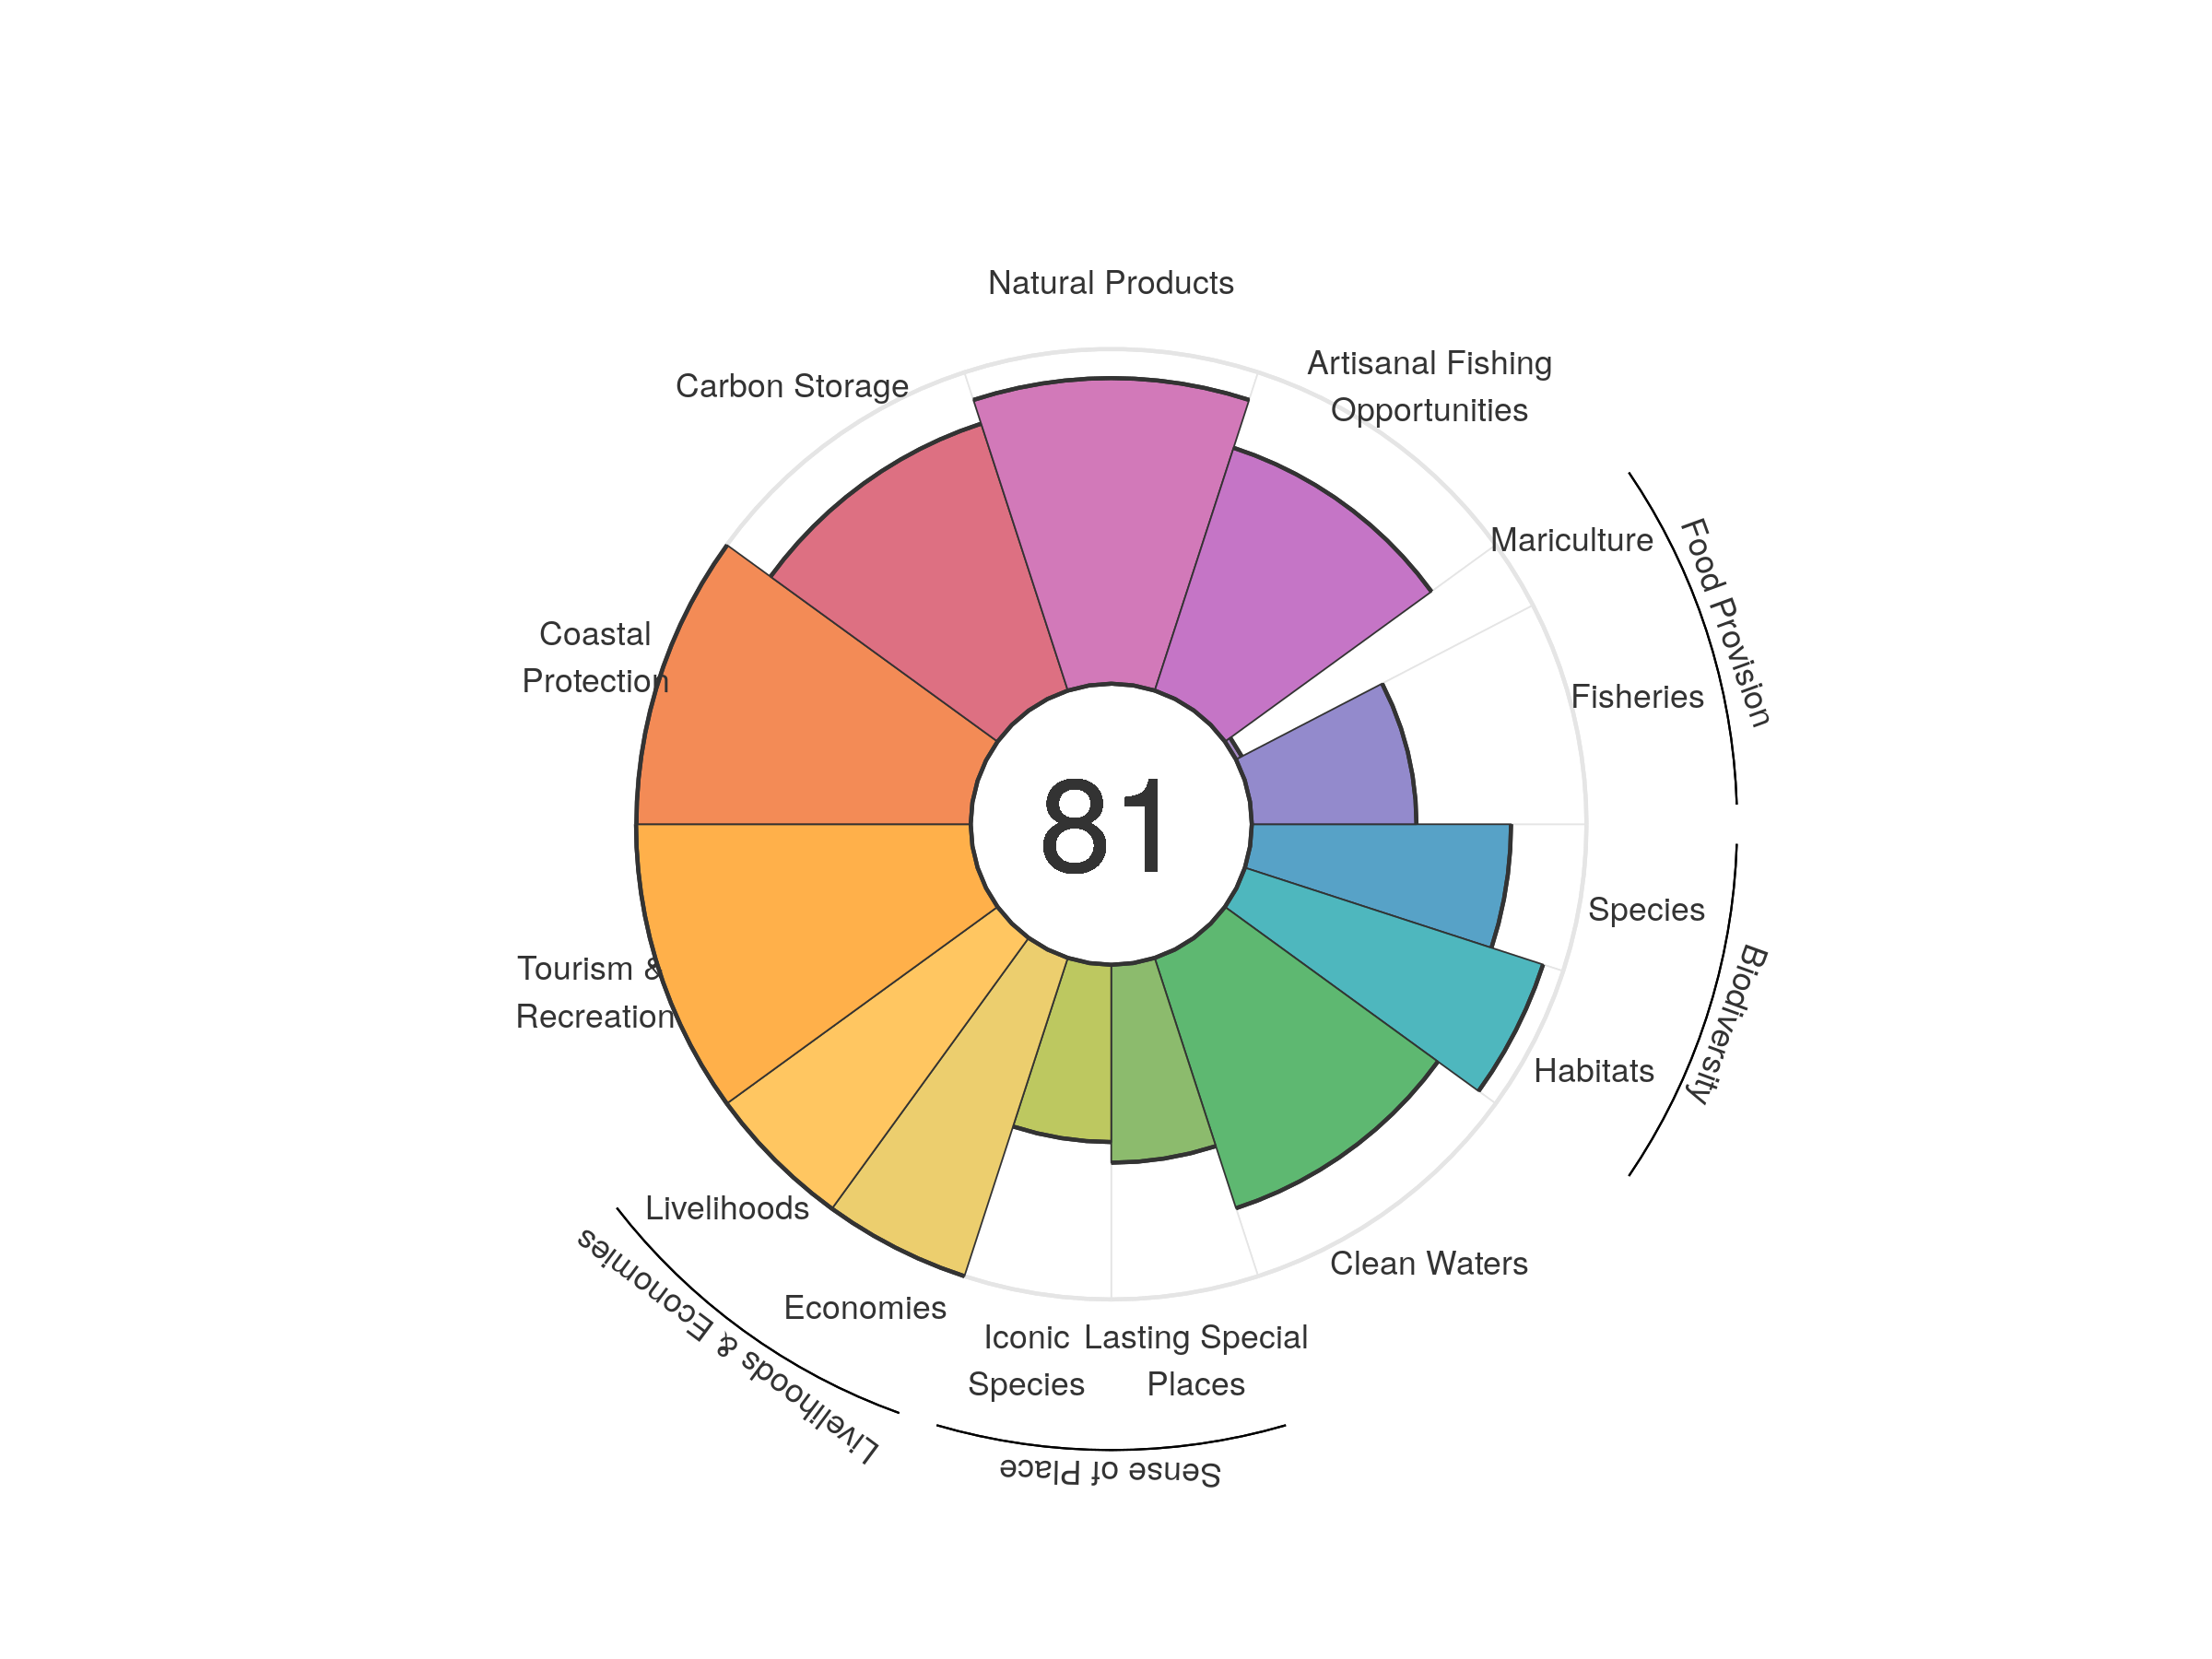 Natural Products
Artisanal Fishing
Opportunities
Carbon Storage
Mariculture
Food Provision
Fisheries
Coastal
Protection
81
Species
Biodiversity
Tourism &
Recreation
Habitats
Livelihoods
Clean Waters
Economies
Livelihoods & Economies
Iconic
Species
Lasting Special
Places
Sense of Place